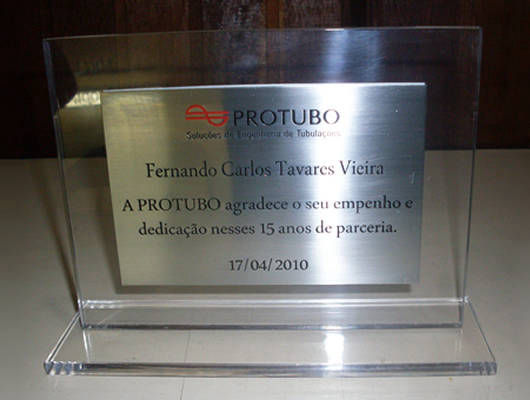 PROTUBO
Soluções de Engenharia de Tubulações
Fernando Carlos Tavares Vieira
A PROTUBO agradece o seu empenho e
dedicação nesses 15 anos de parceria.
17/04/2010